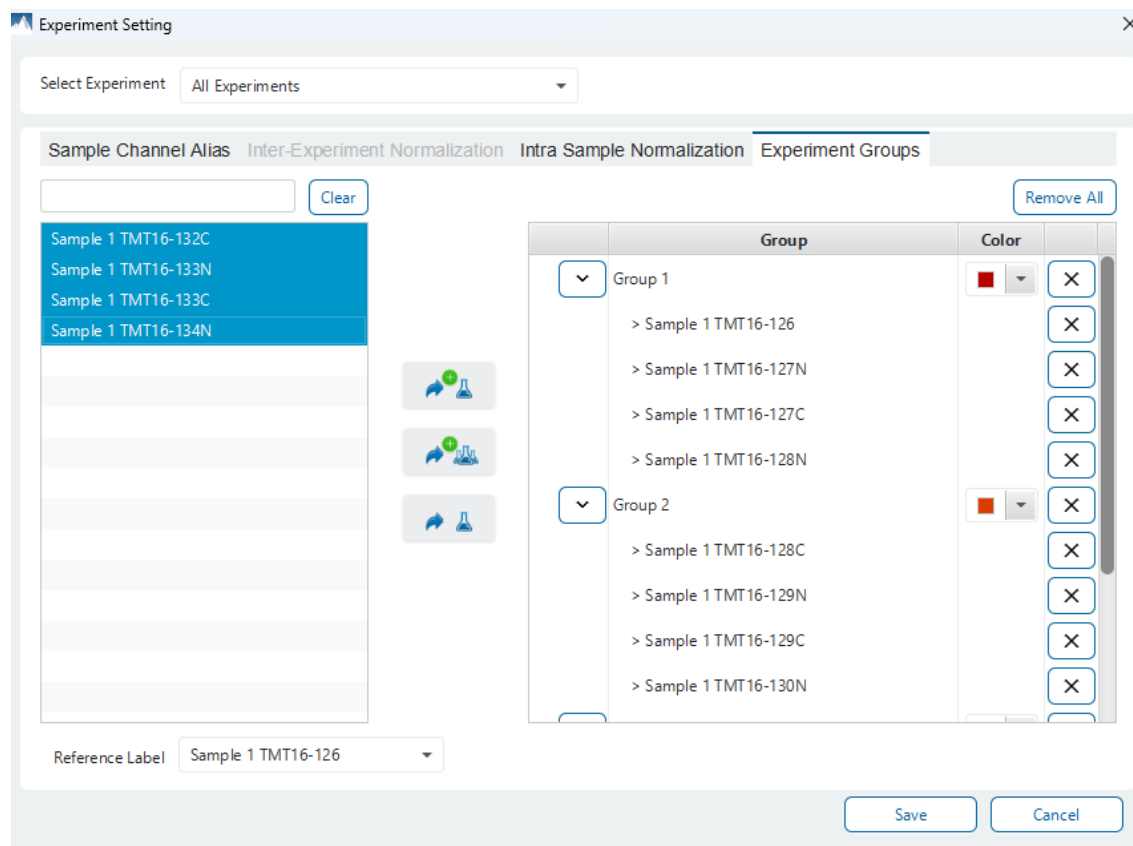 Experiment Setting
Select Experiment All Experiments
Sample Channel Alias Inter-Experiment Normalization Intra Sample Normalization Experiment Groups
Clear
Remove All
Sample 1 TMT16-132C
Sample 1 TMT16-133N
Sample 1 TMT16-133C
Sample 1 TMT16-134N
Group Color
Group 1
> Sample 1 TMT16-126
> Sample 1 TMT16-127N
> Sample 1 TMT16-127C
> Sample 1 TMT16-128N
Group 2
> Sample 1 TMT16-128C
> Sample 1 TMT16-129N
> Sample 1 TMT16-129C
> Sample 1 TMT16-130N
Reference Label Sample 1 TMT16-126
Save Cancel